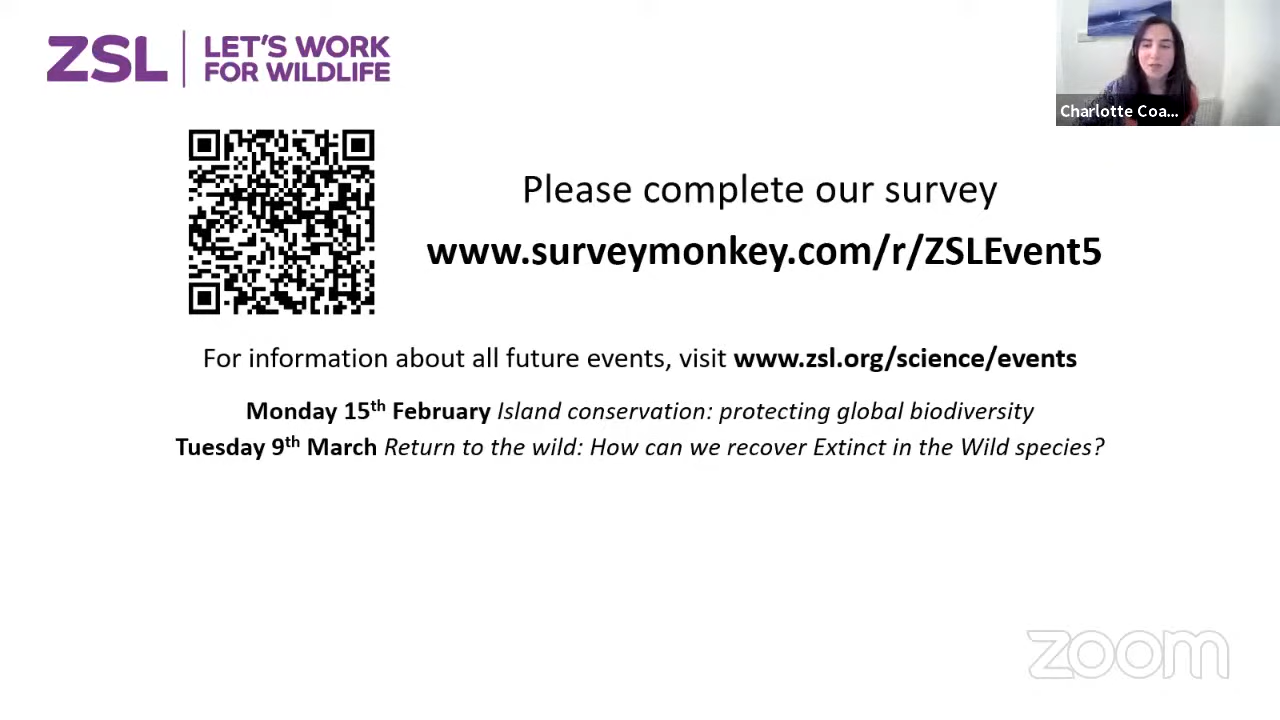 ZSL
LET'S WORK
FOR WILDLIFE
Charlotte Coa...
Please complete our survey
www.surveymonkey.com/r/ZSLEvent5
For information about all future events, visit www.zsl.org/science/events
Monday 15th February Island conservation: protecting global biodiversity
Tuesday 9th March Return to the wild: How can we recover Extinct in the Wild species?
zoom